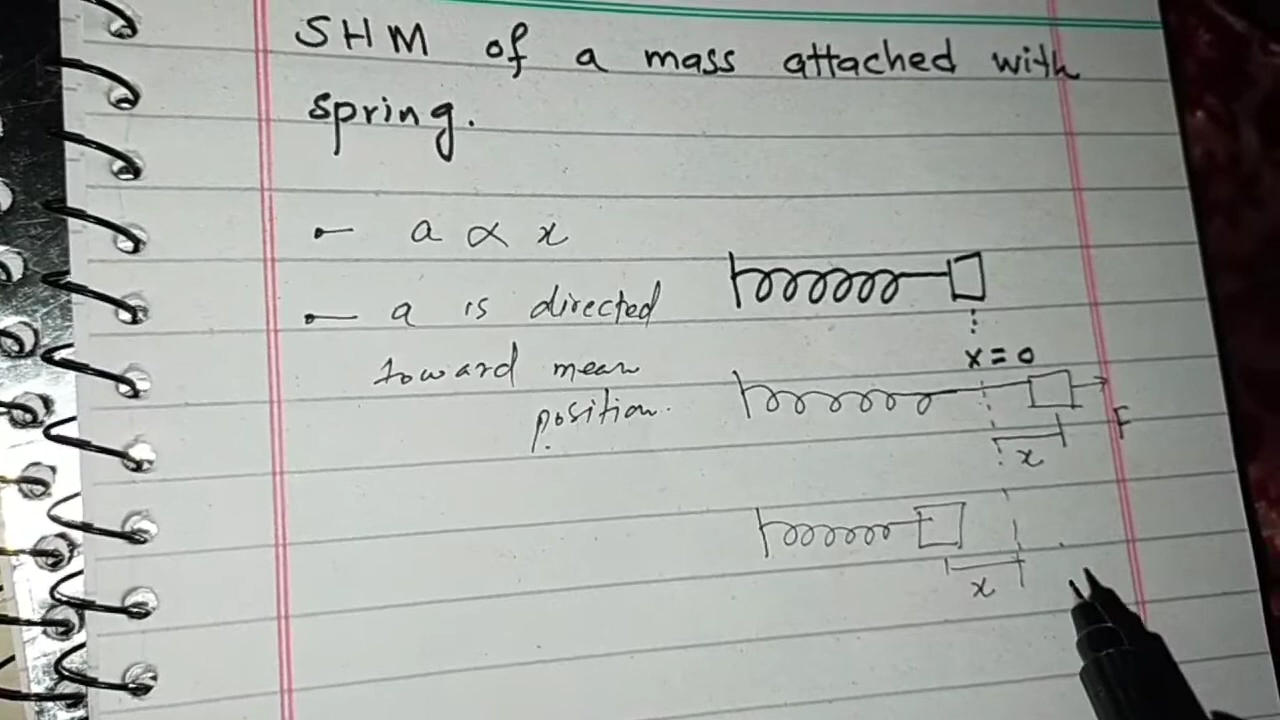 SHM of a mass attached with
spring.
- a ∝ x
- a is directed
toward mean
position.
x = 0
F
x
x